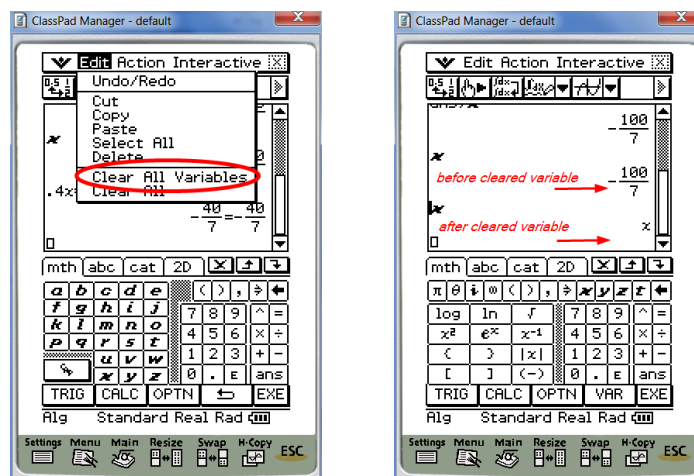 ClassPad Manager - default
Edit Action Interactive
Undo/Redo
Cut
Copy
Paste
Select All
Delete
Clear All Variables
Clear All
x
.4x=
-40/7=-40/7
mth abc cat 2D
a b c d e ( ) ,
f g h i j 7 8 9 ^ =
k l m n o 4 5 6 × ÷
p q r s t 1 2 3 + -
u v w
x y z 0 . E ans
TRIG CALC OPTN EXE
Alg Standard Real Rad
Settings Menu Main Resize Swap H-Copy ESC
ClassPad Manager - default
Edit Action Interactive
-100/7
x
before cleared variable -100/7
x
after cleared variable x
mth abc cat 2D
π θ i ∞ ( ) , x y z t
log ln √ 7 8 9 ^ =
x² eˣ x⁻¹ 4 5 6 × ÷
( ) |x| 1 2 3 + -
[ ] (-) 0 . E ans
TRIG CALC OPTN VAR EXE
Alg Standard Real Rad
Settings Menu Main Resize Swap H-Copy ESC